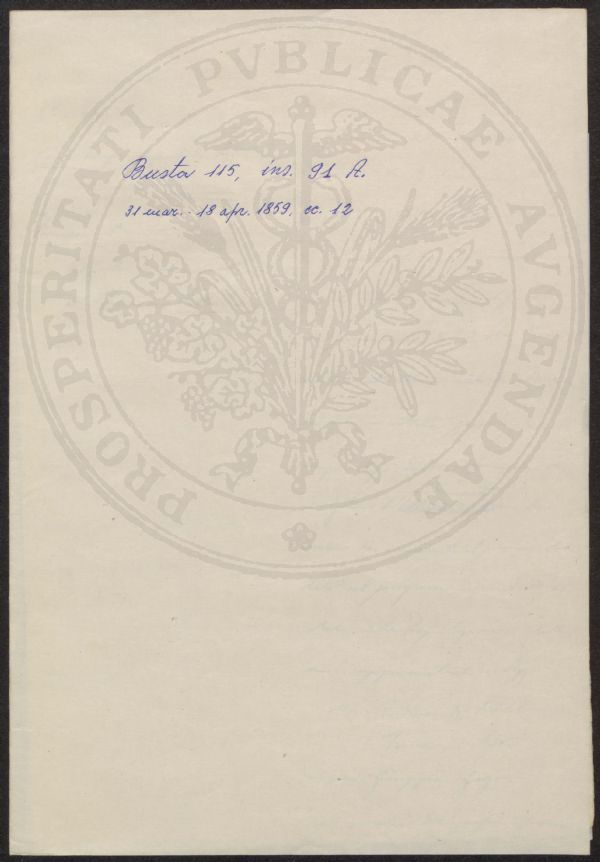 PROSPERITATI PVBLICAE AVGENDAE
Busta 115, ins. 91 A.
31 mar. - 18 apr. 1859, cc. 12